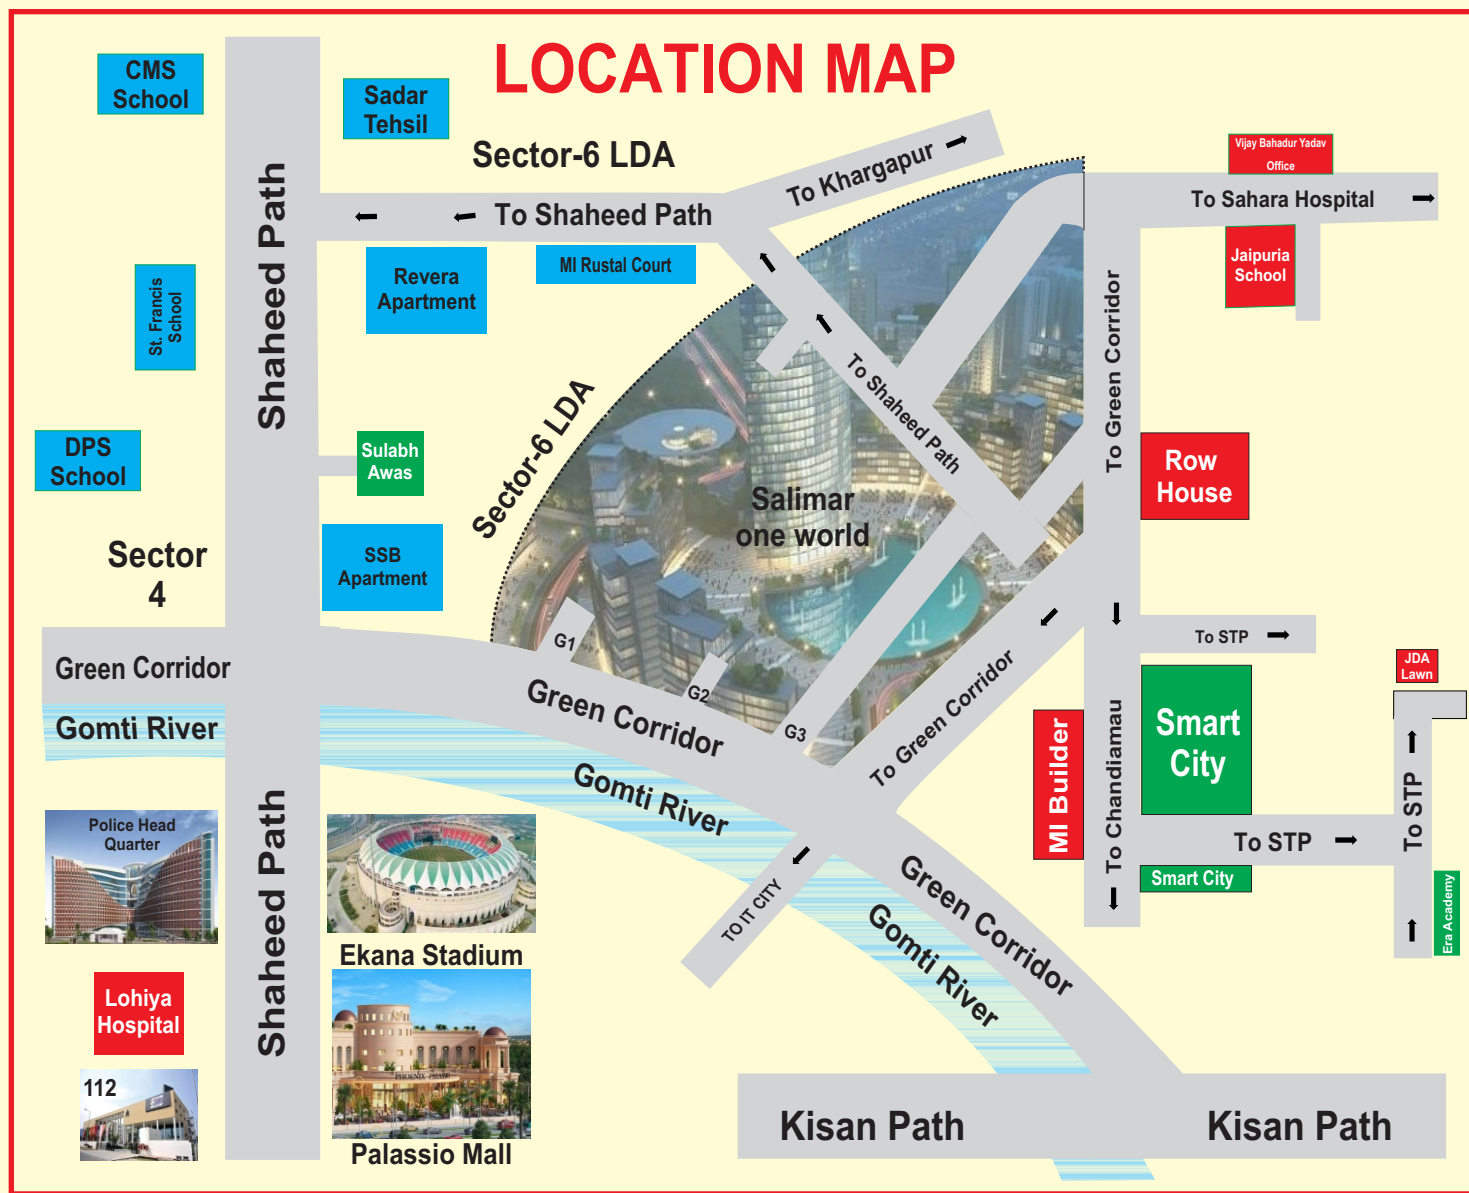 LOCATION MAP
CMS
School
Sadar
Tehsil
Sector-6 LDA
To Khargapur
Vijay Bahadur Yadav
Office
To Shaheed Path
To Sahara Hospital
Shaheed Path
Revera
Apartment
MI Rustal Court
Jaipuria
School
St. Francis
School
To Green Corridor
To Shaheed Path
Sector-6 LDA
DPS
School
Sulabh
Awas
Row
House
Salimar
one world
Sector
4
SSB
Apartment
G1
G2
G3
To STP
Green Corridor
Green Corridor
To Green Corridor
JDA
Lawn
Gomti River
Gomti River
MI Builder
To Chandiamau
Smart
City
To STP
To STP
Smart City
Era Academy
Police Head
Quarter
Shaheed Path
Ekana Stadium
TO IT CITY
Green Corridor
Gomti River
Lohiya
Hospital
112
PHOENIX PALASSIO
Palassio Mall
Kisan Path
Kisan Path